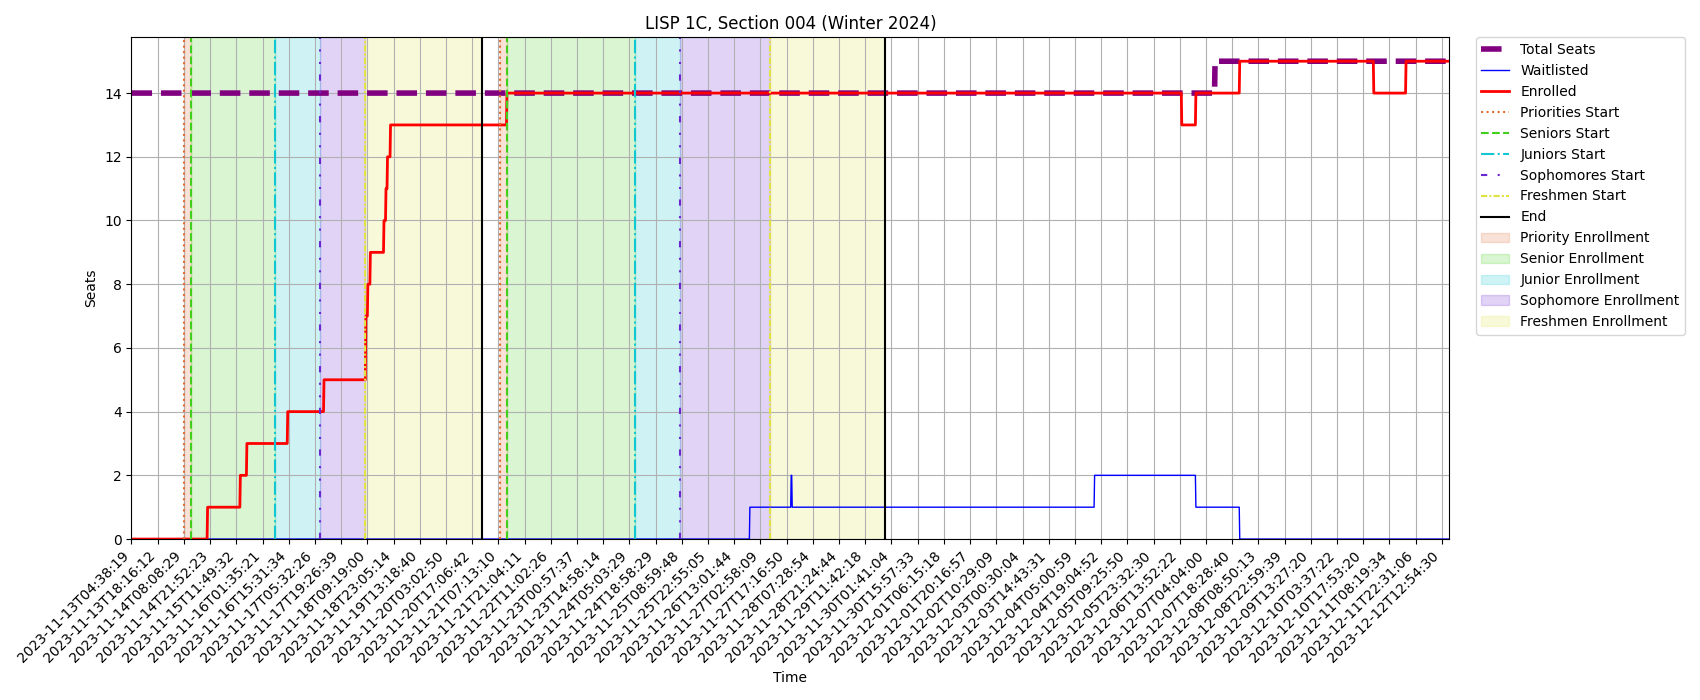 LISP 1C, Section 004 (Winter 2024)
Total Seats
Waitlisted
Enrolled
Priorities Start
Seniors Start
Juniors Start
Sophomores Start
Freshmen Start
End
Priority Enrollment
Senior Enrollment
Junior Enrollment
Sophomore Enrollment
Freshmen Enrollment
Seats
14
12
10
8
6
4
2
0
2023-11-13T04:38:19
2023-11-13T18:16:12
2023-11-14T08:08:29
2023-11-14T21:52:23
2023-11-15T11:49:32
2023-11-16T01:35:21
2023-11-16T15:31:34
2023-11-17T05:32:26
2023-11-17T19:26:39
2023-11-18T09:19:00
2023-11-18T23:05:14
2023-11-19T13:18:40
2023-11-20T03:02:50
2023-11-20T17:06:42
2023-11-21T07:13:10
2023-11-21T21:04:11
2023-11-22T11:02:26
2023-11-23T00:57:37
2023-11-23T14:58:14
2023-11-24T05:03:29
2023-11-24T18:58:29
2023-11-25T08:59:48
2023-11-25T22:55:05
2023-11-26T13:01:44
2023-11-27T02:58:09
2023-11-27T17:16:50
2023-11-28T07:28:54
2023-11-28T21:24:44
2023-11-29T11:42:18
2023-11-30T01:41:04
2023-11-30T15:57:33
2023-12-01T06:15:18
2023-12-01T20:16:57
2023-12-02T10:29:09
2023-12-03T00:30:04
2023-12-03T14:43:31
2023-12-04T05:00:59
2023-12-04T19:04:52
2023-12-05T09:25:50
2023-12-05T23:32:30
2023-12-06T13:52:22
2023-12-07T04:04:00
2023-12-07T18:28:40
2023-12-08T08:50:13
2023-12-08T22:59:39
2023-12-09T13:27:20
2023-12-10T03:37:22
2023-12-10T17:53:20
2023-12-11T08:19:34
2023-12-11T22:31:06
2023-12-12T12:54:30
Time